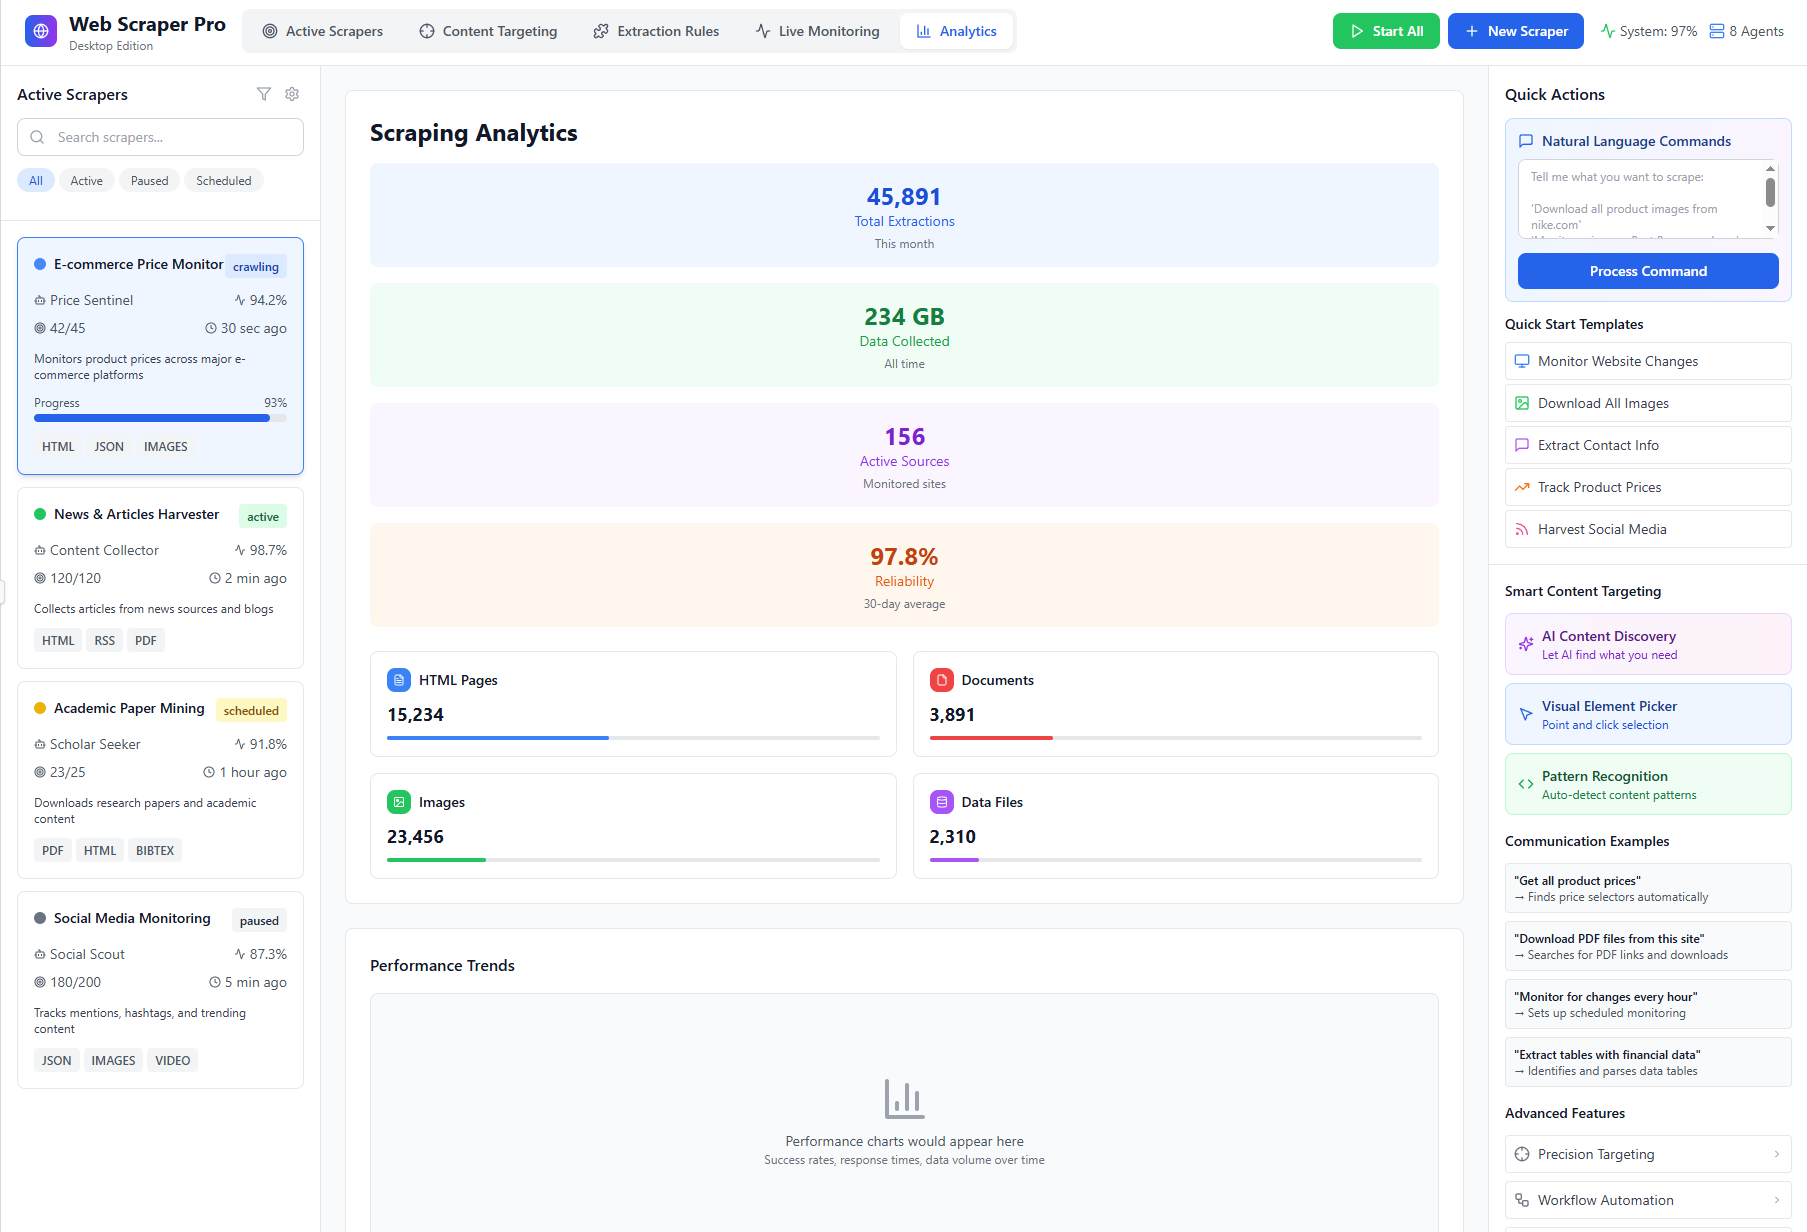 Web Scraper Pro
Desktop Edition
Active Scrapers
Content Targeting
Extraction Rules
Live Monitoring
Analytics
Start All
New Scraper
System: 97%
8 Agents
Active Scrapers
Search scrapers...
All
Active
Paused
Scheduled
E-commerce Price Monitor
crawling
Price Sentinel
94.2%
42/45
30 sec ago
Monitors product prices across major e-
commerce platforms
Progress
93%
HTML
JSON
IMAGES
News & Articles Harvester
active
Content Collector
98.7%
120/120
2 min ago
Collects articles from news sources and blogs
HTML
RSS
PDF
Academic Paper Mining
scheduled
Scholar Seeker
91.8%
23/25
1 hour ago
Downloads research papers and academic
content
PDF
HTML
BIBTEX
Social Media Monitoring
paused
Social Scout
87.3%
180/200
5 min ago
Tracks mentions, hashtags, and trending
content
JSON
IMAGES
VIDEO
Scraping Analytics
45,891
Total Extractions
This month
234 GB
Data Collected
All time
156
Active Sources
Monitored sites
97.8%
Reliability
30-day average
HTML Pages
15,234
Documents
3,891
Images
23,456
Data Files
2,310
Performance Trends
Performance charts would appear here
Success rates, response times, data volume over time
Quick Actions
Natural Language Commands
Tell me what you want to scrape:
'Download all product images from
nike.com'
Process Command
Quick Start Templates
Monitor Website Changes
Download All Images
Extract Contact Info
Track Product Prices
Harvest Social Media
Smart Content Targeting
AI Content Discovery
Let AI find what you need
Visual Element Picker
Point and click selection
Pattern Recognition
Auto-detect content patterns
Communication Examples
"Get all product prices"
→ Finds price selectors automatically
"Download PDF files from this site"
→ Searches for PDF links and downloads
"Monitor for changes every hour"
→ Sets up scheduled monitoring
"Extract tables with financial data"
→ Identifies and parses data tables
Advanced Features
Precision Targeting
Workflow Automation